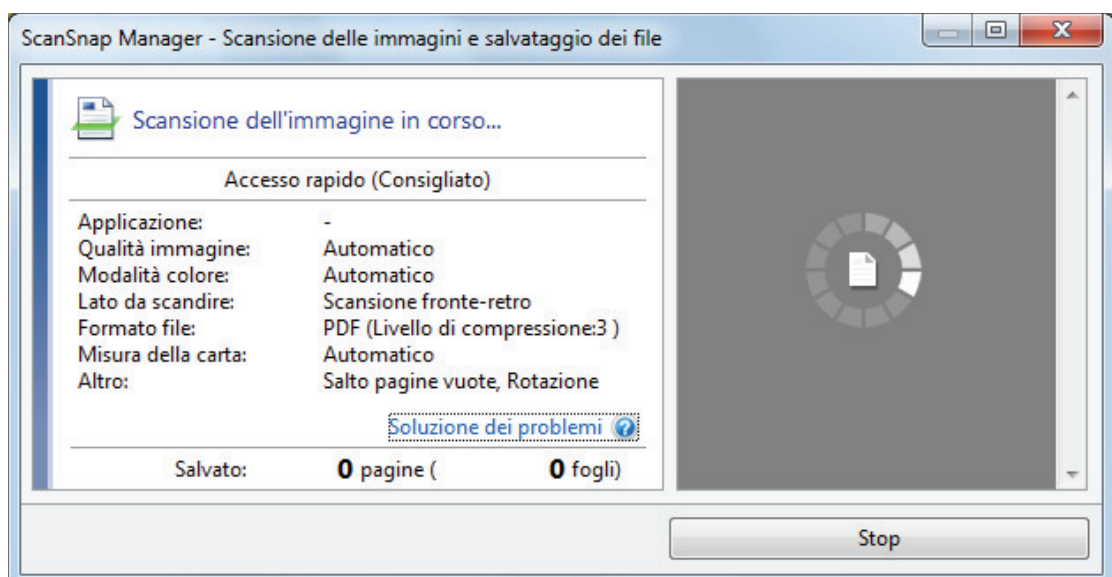 ScanSnap Manager - Scansione delle immagini e salvataggio dei file
Scansione dell'immagine in corso...
Accesso rapido (Consigliato)
Applicazione: -
Qualità immagine: Automatico
Modalità colore: Automatico
Lato da scandire: Scansione fronte-retro
Formato file: PDF (Livello di compressione:3 )
Misura della carta: Automatico
Altro: Salto pagine vuote, Rotazione
Soluzione dei problemi ?
Salvato: 0 pagine ( 0 fogli)
Stop